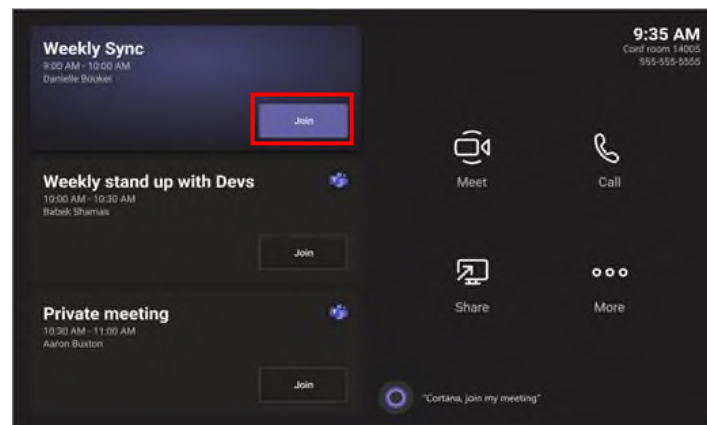 Weekly Sync
9:00 AM - 10:00 AM
Danielle Booker
Join
Weekly stand up with Devs
10:00 AM - 10:30 AM
Babek Shamas
Join
Private meeting
10:30 AM - 11:00 AM
Aaron Buxton
Join
9:35 AM
Conf room 14005
555-555-5555
Meet
Call
Share
More
"Cortana, join my meeting"